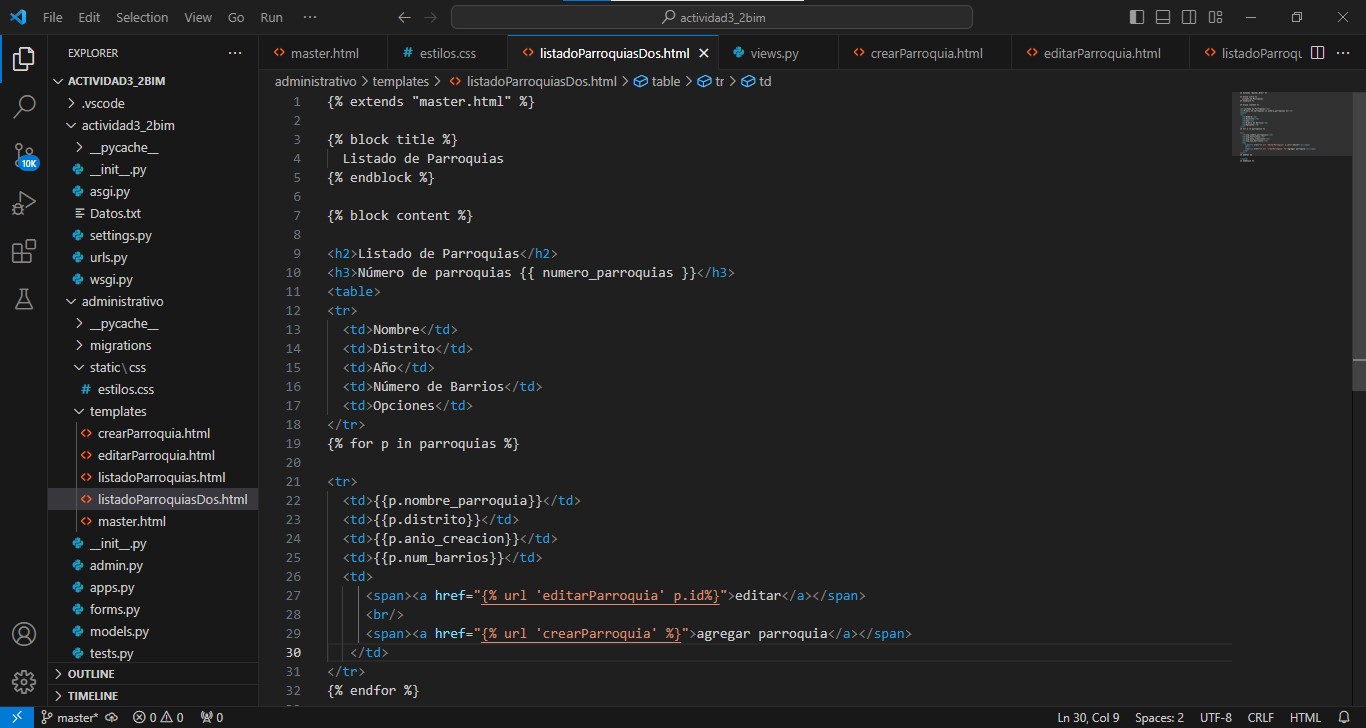 File Edit Selection View Go Run ··· actividad3_2bim
EXPLORER ···
master.html estilos.css listadoParroquiasDos.html views.py crearParroquia.html editarParroquia.html listadoParroqu ···
ACTIVIDAD3_2BIM
.vscode
actividad3_2bim
__pycache__
__init__.py
asgi.py
Datos.txt
settings.py
urls.py
wsgi.py
administrativo
__pycache__
migrations
static\css
estilos.css
templates
crearParroquia.html
editarParroquia.html
listadoParroquias.html
listadoParroquiasDos.html
master.html
__init__.py
admin.py
apps.py
forms.py
models.py
tests.py
OUTLINE
TIMELINE
10K
administrativo > templates > listadoParroquiasDos.html > table > tr > td
1 {% extends "master.html" %}
2
3 {% block title %}
4 Listado de Parroquias
5 {% endblock %}
6
7 {% block content %}
8
9 <h2>Listado de Parroquias</h2>
10 <h3>Número de parroquias {{ numero_parroquias }}</h3>
11 <table>
12 <tr>
13 <td>Nombre</td>
14 <td>Distrito</td>
15 <td>Año</td>
16 <td>Número de Barrios</td>
17 <td>Opciones</td>
18 </tr>
19 {% for p in parroquias %}
20
21 <tr>
22 <td>{{p.nombre_parroquia}}</td>
23 <td>{{p.distrito}}</td>
24 <td>{{p.anio_creacion}}</td>
25 <td>{{p.num_barrios}}</td>
26 <td>
27 <span><a href="{% url 'editarParroquia' p.id%}">editar</a></span>
28 <br/>
29 <span><a href="{% url 'crearParroquia' %}">agregar parroquia</a></span>
30 </td>
31 </tr>
32 {% endfor %}
master* 0 0 0 Ln 30, Col 9 Spaces: 2 UTF-8 CRLF HTML